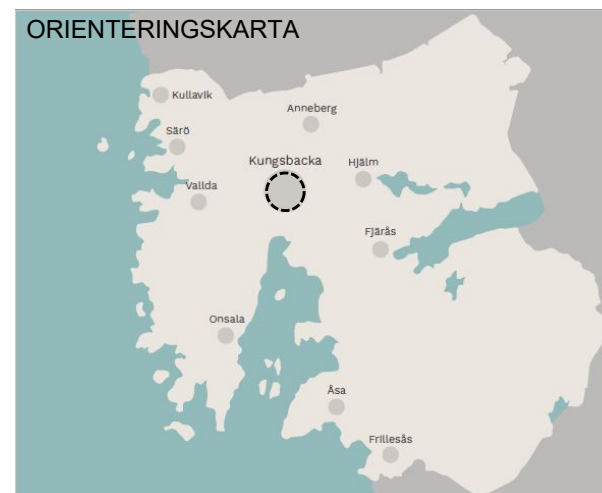 ORIENTERINGSKARTA
Kullavik
Anneberg
Särö
Kungsbacka
Hjälm
Vallda
Fjärås
Onsala
Åsa
Frillesås